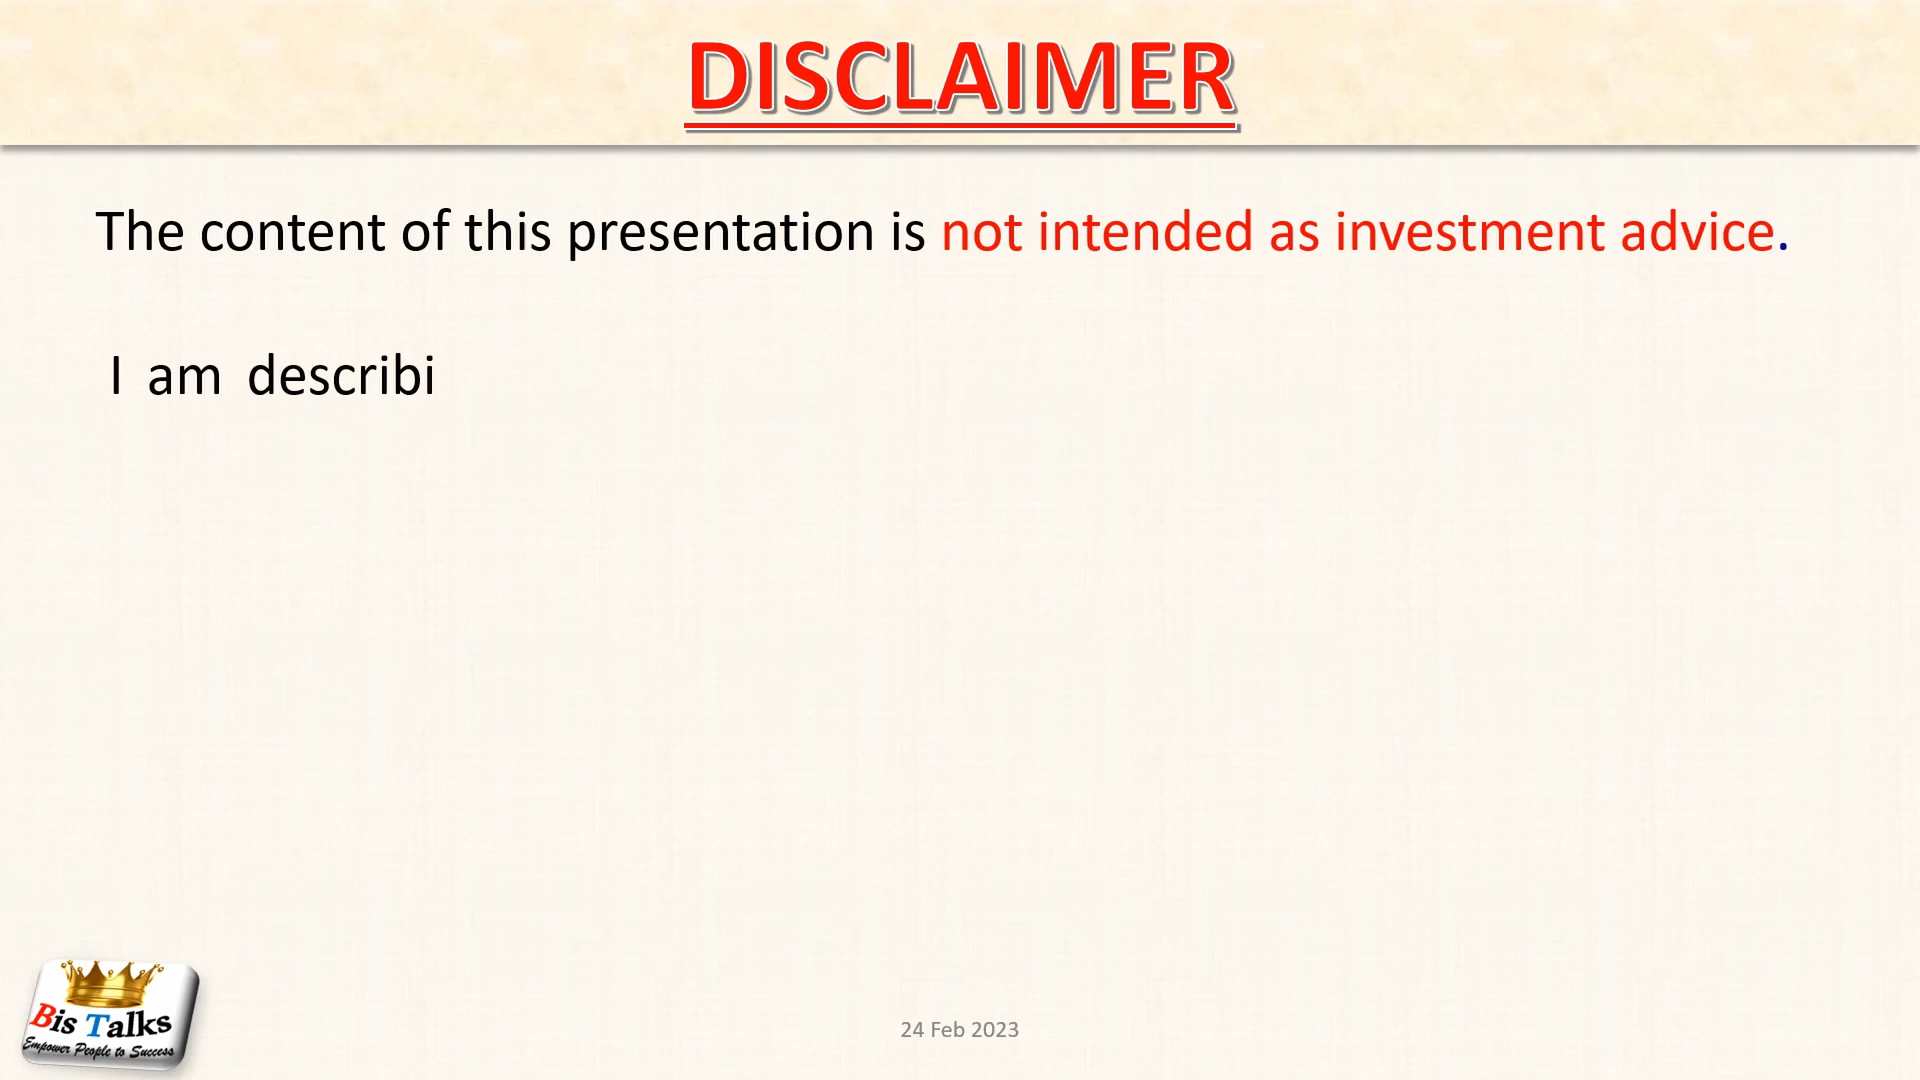 DISCLAIMER
The content of this presentation is not intended as investment advice.
I am describi
Bis Talks
Empower People to Success
24 Feb 2023